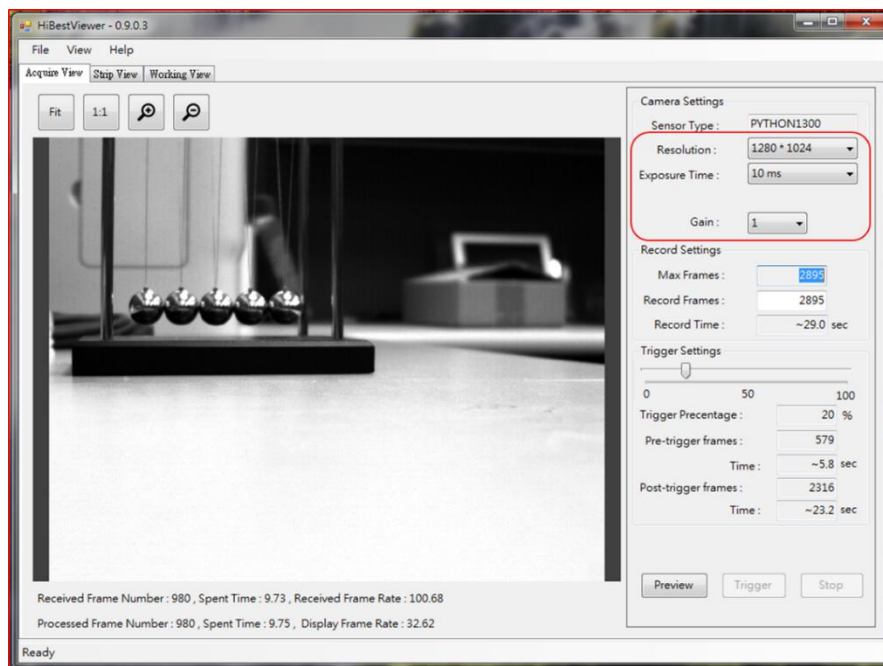 HiBestViewer - 0.9.0.3
File View Help
Acquire View Strip View Working View
Fit 1:1
Camera Settings
Sensor Type : PYTHON1300
Resolution : 1280 * 1024
Exposure Time : 10 ms
Gain : 1
Record Settings
Max Frames : 2895
Record Frames : 2895
Record Time : ~29.0 sec
Trigger Settings
0 50 100
Trigger Precentage : 20 %
Pre-trigger frames : 579
Time : ~5.8 sec
Post-trigger frames : 2316
Time : ~23.2 sec
Preview Trigger Stop
Received Frame Number : 980 , Spent Time : 9.73 , Received Frame Rate : 100.68
Processed Frame Number : 980 , Spent Time : 9.75 , Display Frame Rate : 32.62
Ready